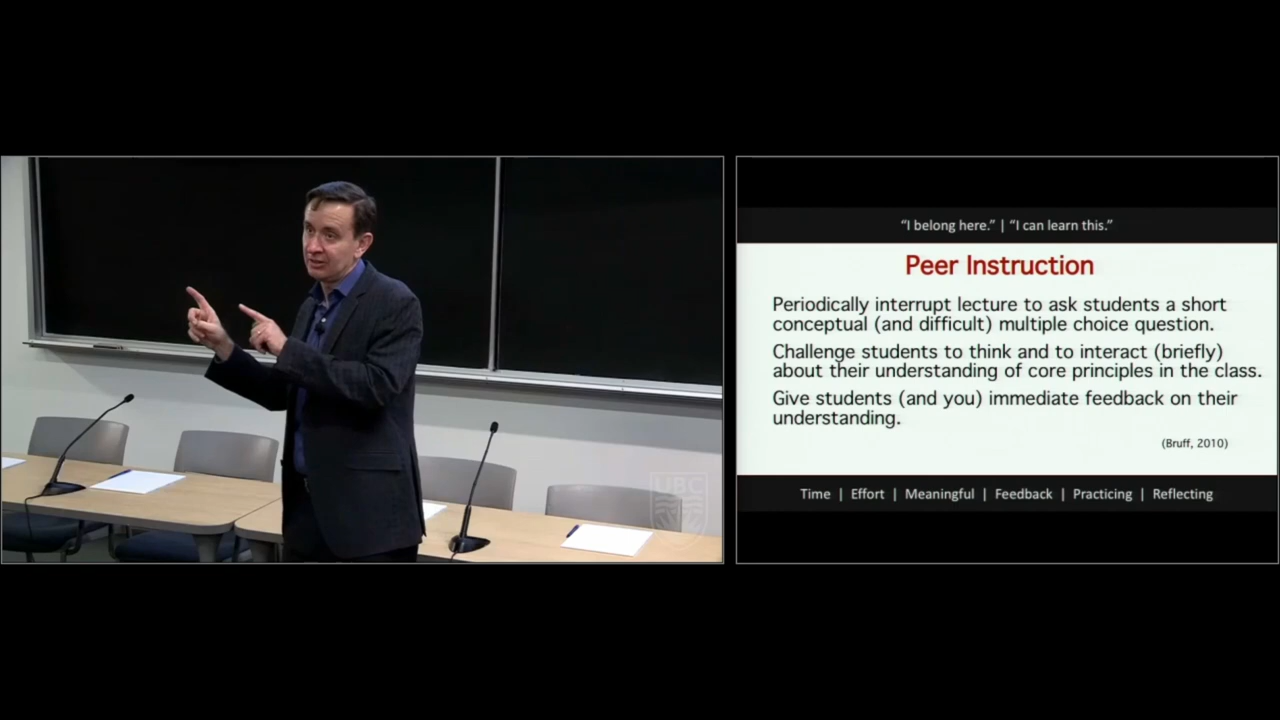 UBC
“I belong here.” | “I can learn this.”
Peer Instruction
Periodically interrupt lecture to ask students a short
conceptual (and difficult) multiple choice question.
Challenge students to think and to interact (briefly)
about their understanding of core principles in the class.
Give students (and you) immediate feedback on their
understanding.
(Bruff, 2010)
Time | Effort | Meaningful | Feedback | Practicing | Reflecting